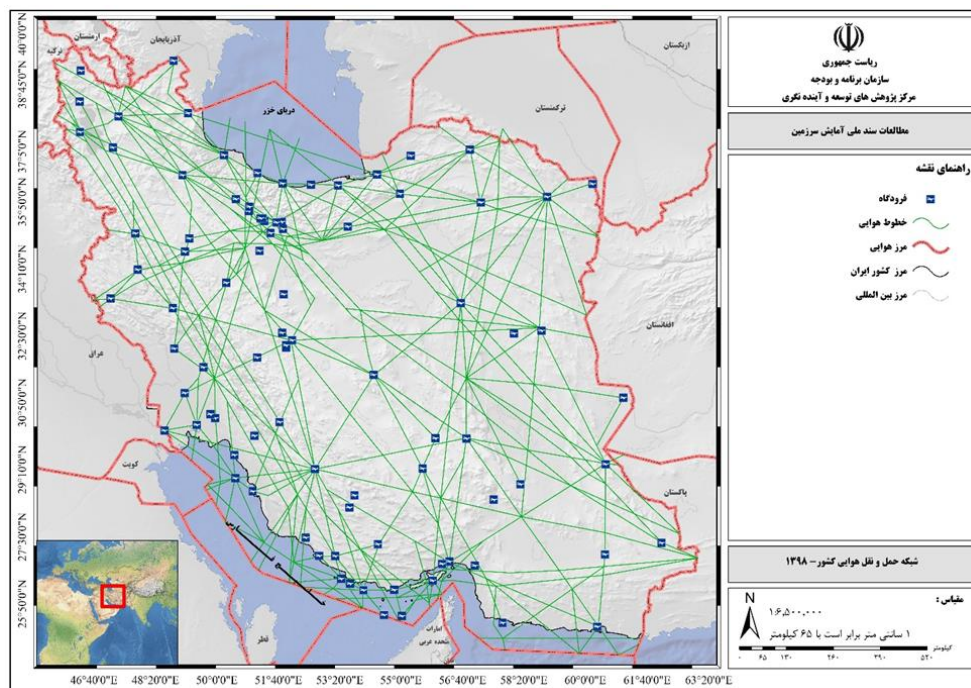 ریاست جمهوری
سازمان برنامه و بودجه
مرکز پژوهش های توسعه و آینده نگری
مطالعات سند ملی آمایش سرزمین
راهنمای نقشه
فرودگاه
خطوط هوایی
مرز هوایی
مرز کشور ایران
مرز بین المللی
شبکه حمل و نقل هوایی کشور- ۱۳۹۸
مقیاس :
N
۱:۶,۵۰۰,۰۰۰
۱ سانتی متر برابر است با ۶۵ کیلومتر
کیلومتر
۰ ۶۵ ۱۳۰ ۲۶۰ ۳۹۰ ۵۲۰
ارمنستان
آذربایجان
ترکیه
ازبکستان
ترکمنستان
دریای خزر
افغانستان
عراق
کویت
پاکستان
قطر
امارات
متحده عربی
40°0'0"N
38°45'0"N
37°5'0"N
35°50'0"N
34°10'0"N
32°30'0"N
30°50'0"N
29°10'0"N
27°30'0"N
25°50'0"N
46°40'0"E 48°20'0"E 50°0'0"E 51°40'0"E 53°20'0"E 55°0'0"E 56°40'0"E 58°20'0"E 60°0'0"E 61°40'0"E 63°20'0"E